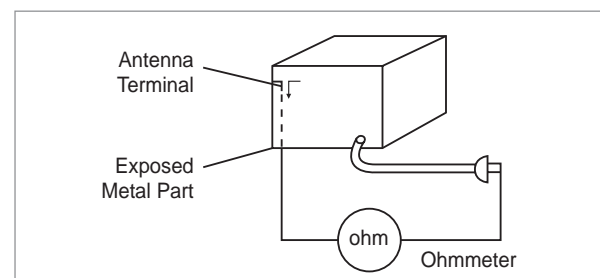 Antenna
Terminal
Exposed
Metal Part
ohm
Ohmmeter